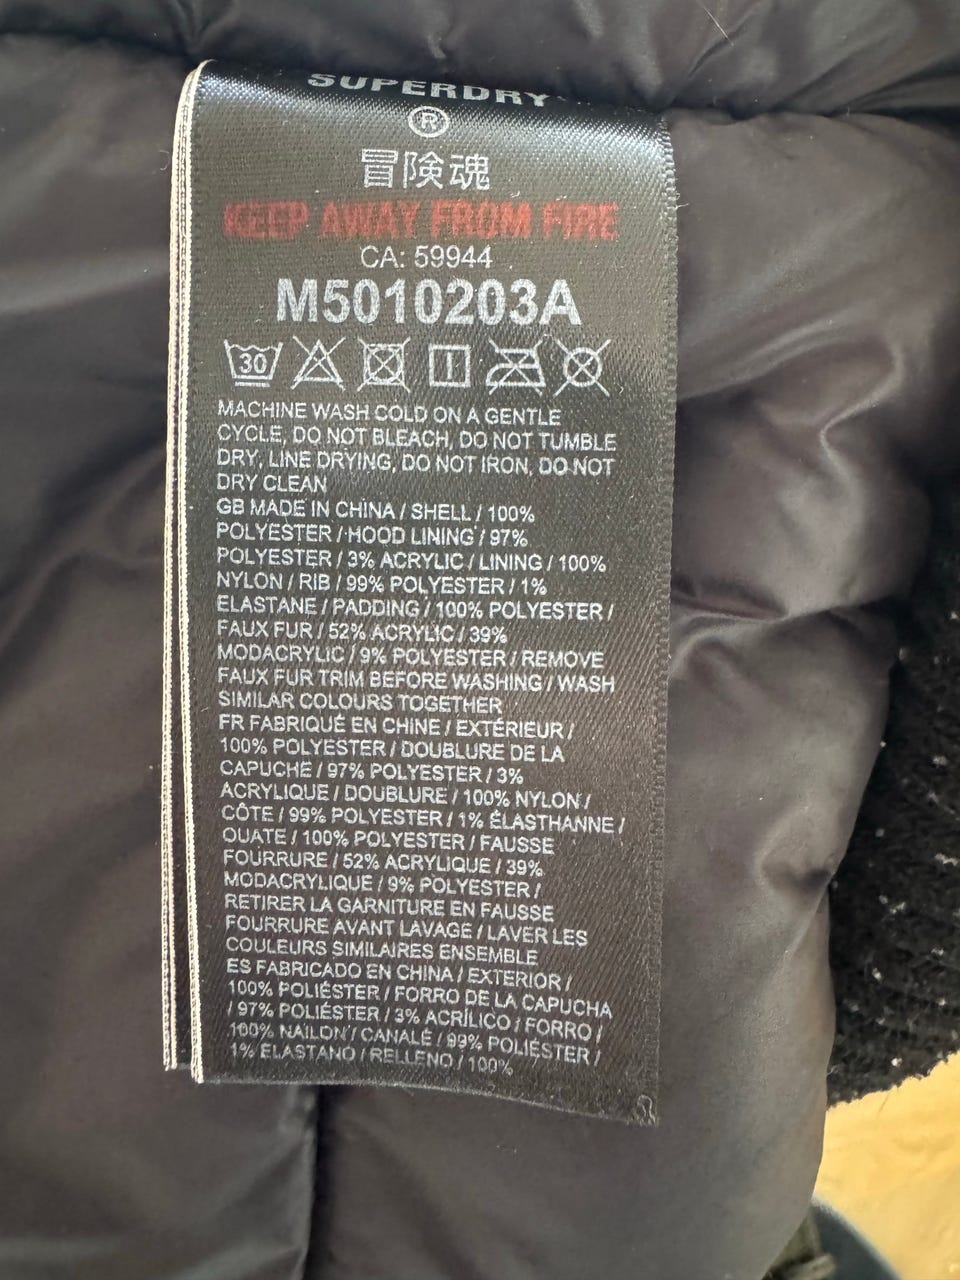 SUPERDRY
®
冒険魂
KEEP AWAY FROM FIRE
CA: 59944
M5010203A
30
MACHINE WASH COLD ON A GENTLE
CYCLE, DO NOT BLEACH, DO NOT TUMBLE
DRY, LINE DRYING, DO NOT IRON, DO NOT
DRY CLEAN
GB MADE IN CHINA / SHELL / 100%
POLYESTER / HOOD LINING / 97%
POLYESTER / 3% ACRYLIC / LINING / 100%
NYLON / RIB / 99% POLYESTER / 1%
ELASTANE / PADDING / 100% POLYESTER /
FAUX FUR / 52% ACRYLIC / 39%
MODACRYLIC / 9% POLYESTER / REMOVE
FAUX FUR TRIM BEFORE WASHING / WASH
SIMILAR COLOURS TOGETHER
FR FABRIQUÉ EN CHINE / EXTÉRIEUR /
100% POLYESTER / DOUBLURE DE LA
CAPUCHE / 97% POLYESTER / 3%
ACRYLIQUE / DOUBLURE / 100% NYLON /
CÔTE / 99% POLYESTER / 1% ÉLASTHANNE /
OUATE / 100% POLYESTER / FAUSSE
FOURRURE / 52% ACRYLIQUE / 39%
MODACRYLIQUE / 9% POLYESTER /
RETIRER LA GARNITURE EN FAUSSE
FOURRURE AVANT LAVAGE / LAVER LES
COULEURS SIMILAIRES ENSEMBLE
ES FABRICADO EN CHINA / EXTERIOR /
100% POLIÉSTER / FORRO DE LA CAPUCHA
/ 97% POLIÉSTER / 3% ACRÍLICO / FORRO /
100% NAILON / CANALÉ / 99% POLIÉSTER /
1% ELASTANO / RELLENO / 100%